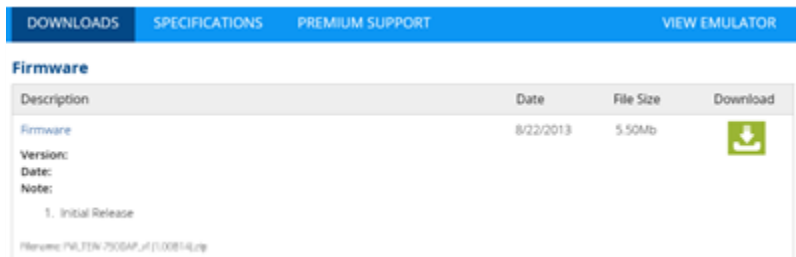 DOWNLOADS SPECIFICATIONS PREMIUM SUPPORT VIEW EMULATOR
Firmware
Description Date File Size Download
Firmware 8/22/2013 5.50Mb
Version:
Date:
Note:
1. Initial Release